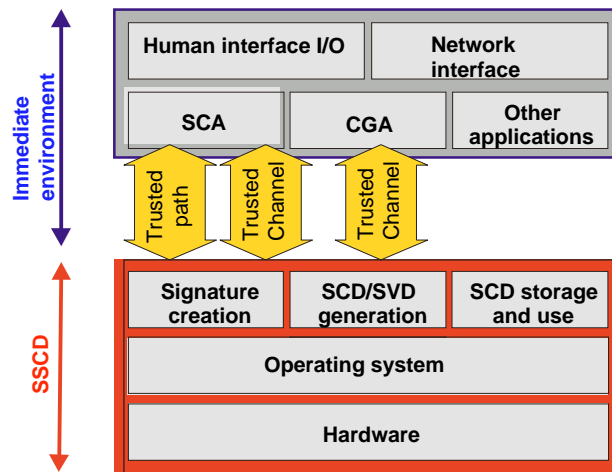 Immediate
environment
Human interface I/O
Network
interface
SCA
CGA
Other
applications
Trusted
path
Trusted
Channel
Trusted
Channel
SSCD
Signature
creation
SCD/SVD
generation
SCD storage
and use
Operating system
Hardware